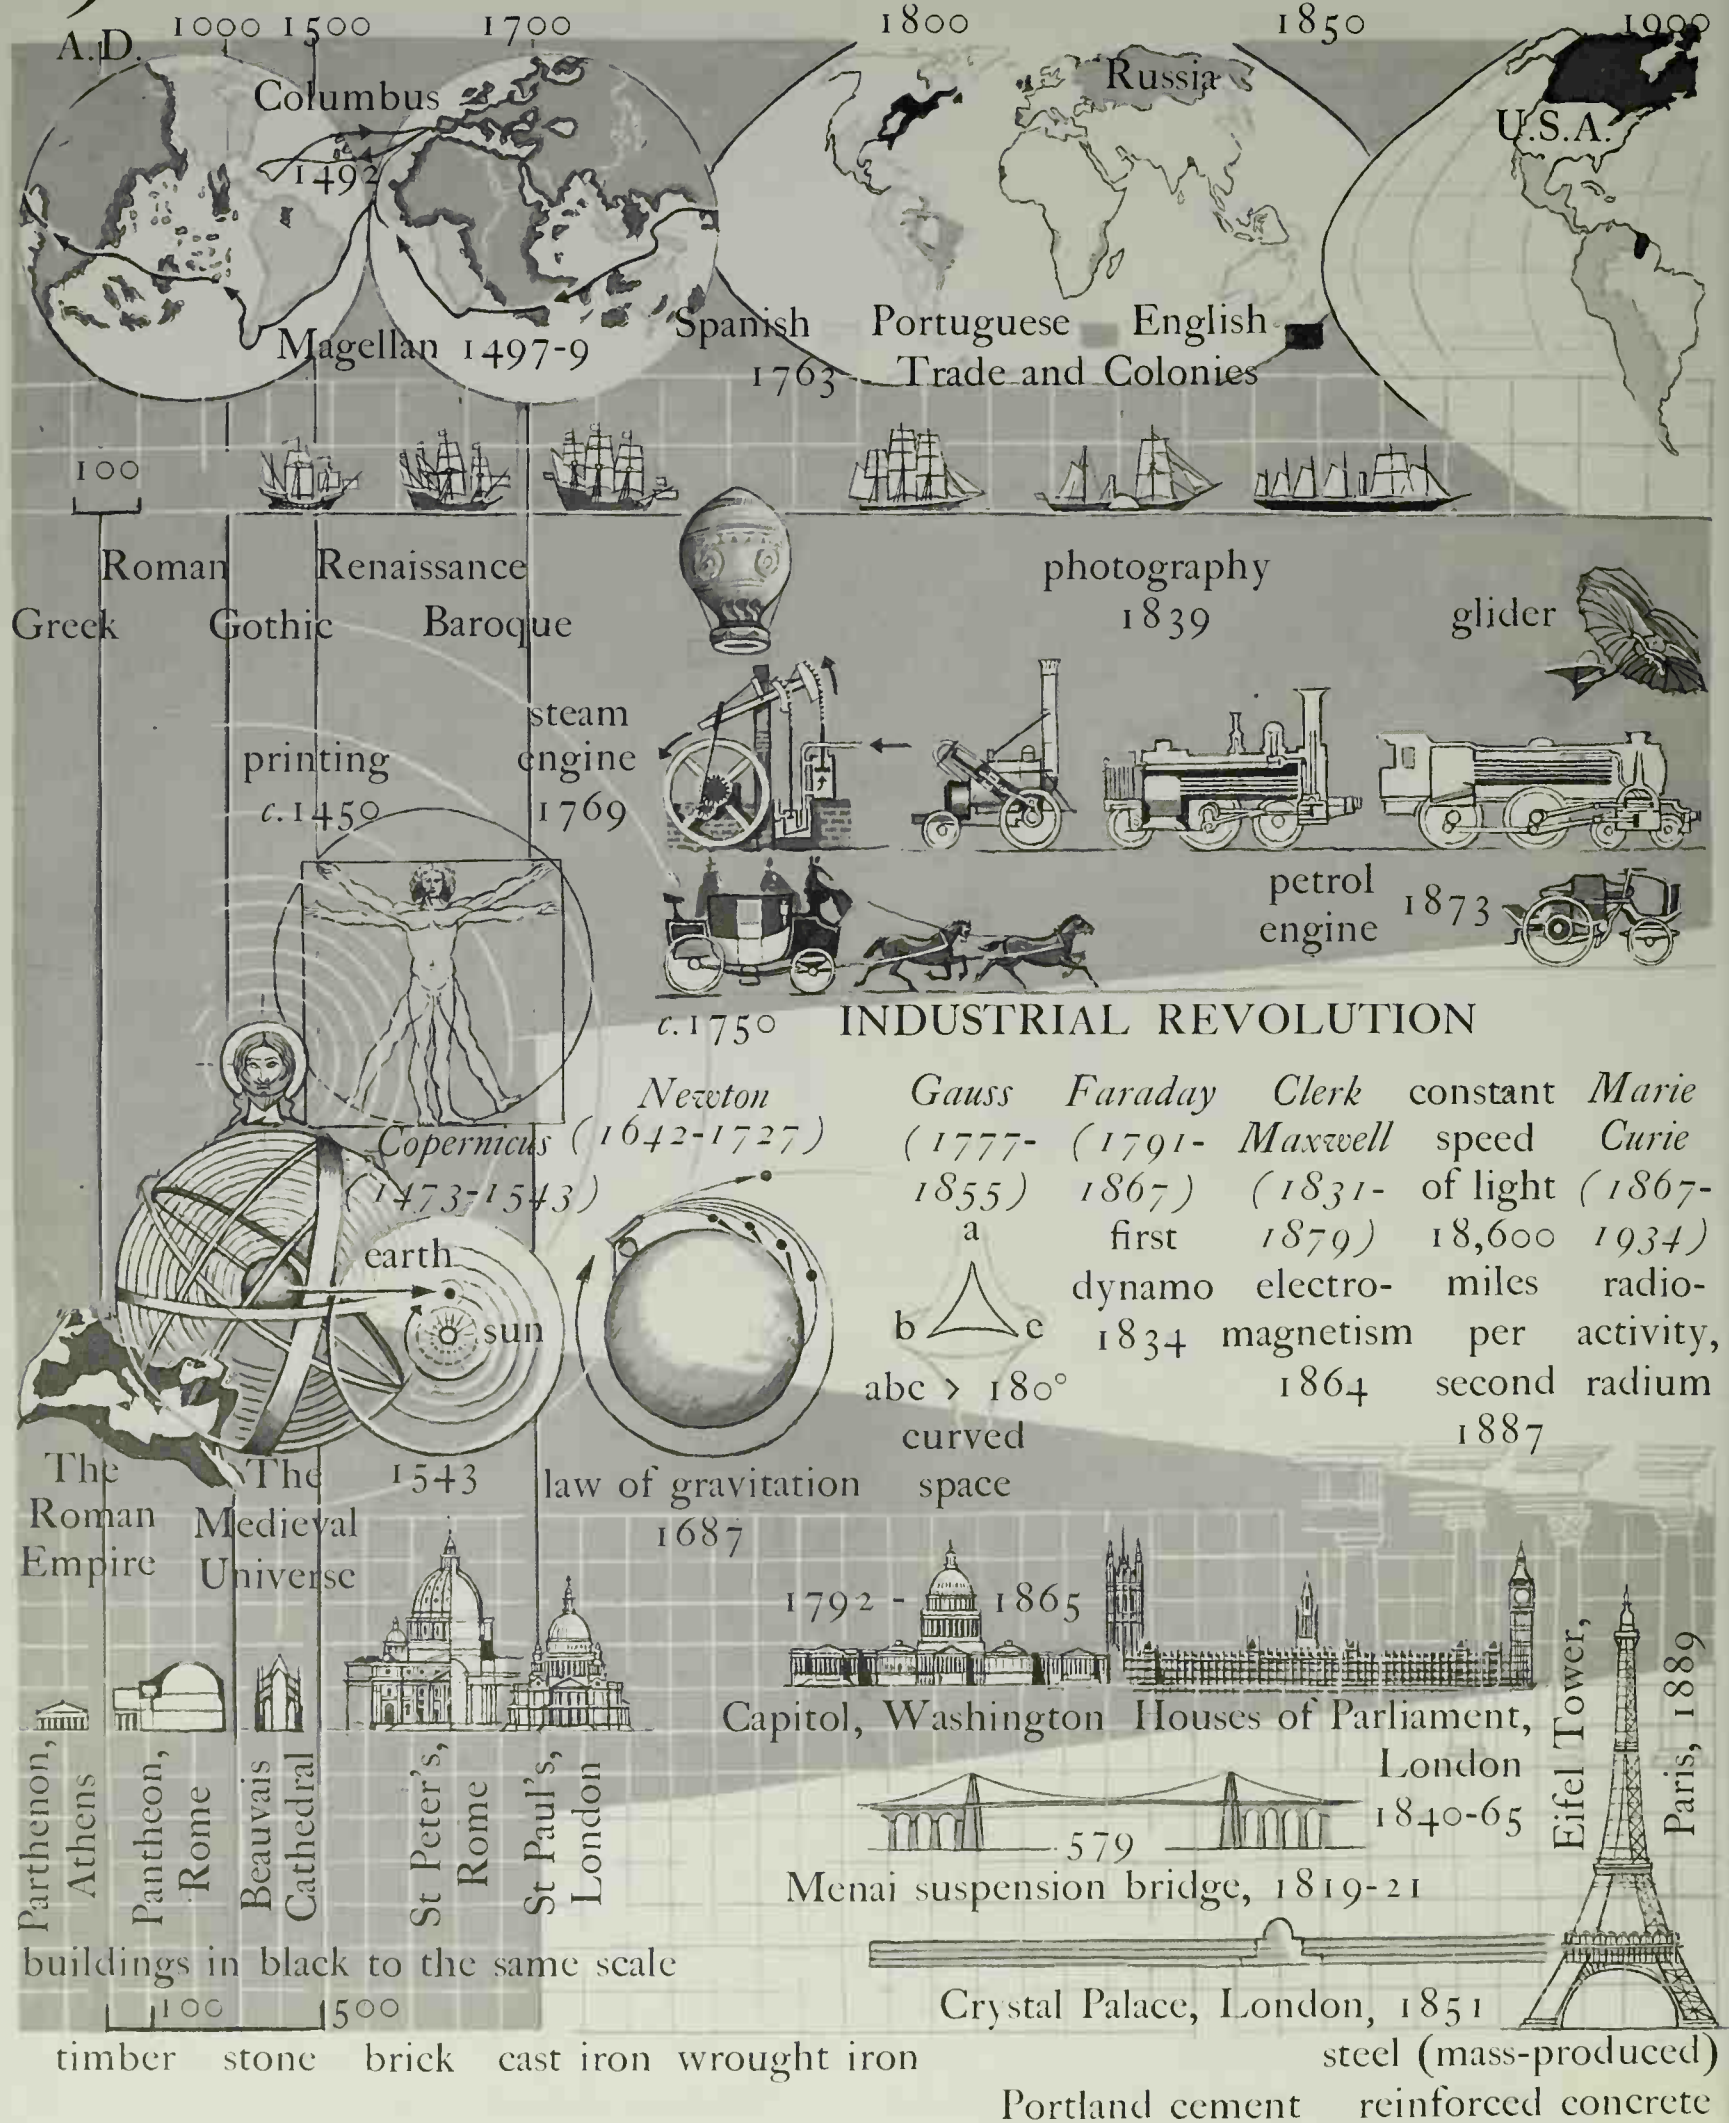 A.D. 1000 1500 1700 1800 1850 1900
Columbus
1492
Russia
U.S.A.
Magellan 1497-9
Spanish Portuguese English
1763 Trade and Colonies
100
Roman Renaissance
Greek Gothic Baroque
photography
1839
glider
printing
c.1450
steam
engine
1769
petrol
engine
1873
c.1750
INDUSTRIAL REVOLUTION
Copernicus
(1473-1543)
Newton
(1642-1727)
Gauss
(1777-
1855)
a
b c
abc > 180°
curved
space
Faraday
(1791-
1867)
first
dynamo
1834
Clerk
Maxwell
(1831-
1879)
electro-
magnetism
1864
constant
speed
of light
18,600
miles
per
second
1887
Marie
Curie
(1867-
1934)
radio-
activity,
radium
earth
sun
The
Roman
Empire
The
Medieval
Universe
1543
law of gravitation
1687
1792 - 1865
Capitol, Washington
Houses of Parliament,
London
1840-65
Eiffel Tower,
Paris, 1889
Parthenon,
Athens
Pantheon,
Rome
Beauvais
Cathedral
St Peter's,
Rome
St Paul's,
London
579
Menai suspension bridge, 1819-21
buildings in black to the same scale
100 500
Crystal Palace, London, 1851
timber stone brick cast iron wrought iron
steel (mass-produced)
Portland cement reinforced concrete